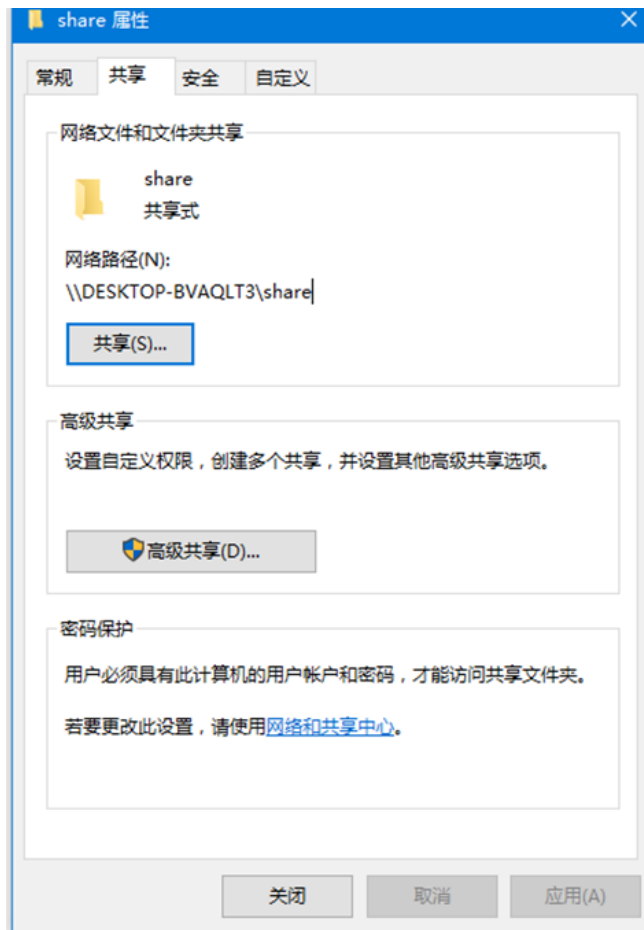 share 属性
常规 共享 安全 自定义
网络文件和文件夹共享
share
共享式
网络路径(N):
\\DESKTOP-BVAQLT3\share
共享(S)...
高级共享
设置自定义权限，创建多个共享，并设置其他高级共享选项。
高级共享(D)...
密码保护
用户必须具有此计算机的用户帐户和密码，才能访问共享文件夹。
若要更改此设置，请使用网络和共享中心。
关闭 取消 应用(A)